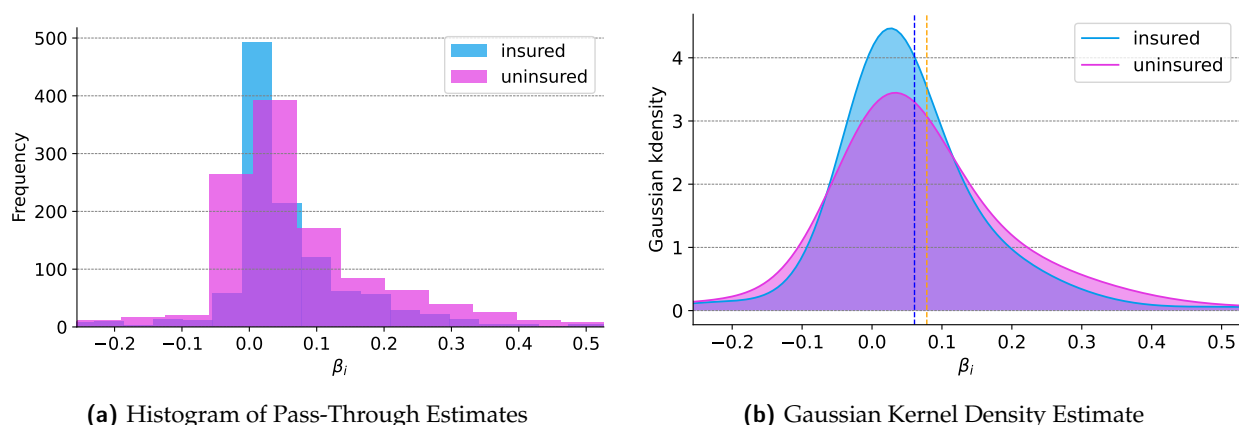 500
400
300
200
100
0
Frequency
insured
uninsured
−0.2 −0.1 0.0 0.1 0.2 0.3 0.4 0.5
βi
(a) Histogram of Pass-Through Estimates
4
3
2
1
0
Gaussian kdensity
insured
uninsured
−0.2 −0.1 0.0 0.1 0.2 0.3 0.4 0.5
βi
(b) Gaussian Kernel Density Estimate